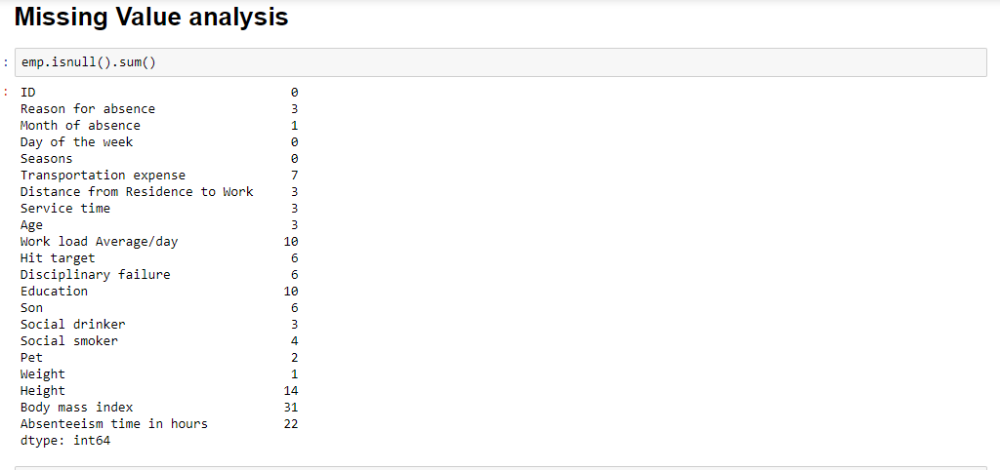 Missing Value analysis
: emp.isnull().sum()
: ID 0
Reason for absence 3
Month of absence 1
Day of the week 0
Seasons 0
Transportation expense 7
Distance from Residence to Work 3
Service time 3
Age 3
Work load Average/day 10
Hit target 6
Disciplinary failure 6
Education 10
Son 6
Social drinker 3
Social smoker 4
Pet 2
Weight 1
Height 14
Body mass index 31
Absenteeism time in hours 22
dtype: int64